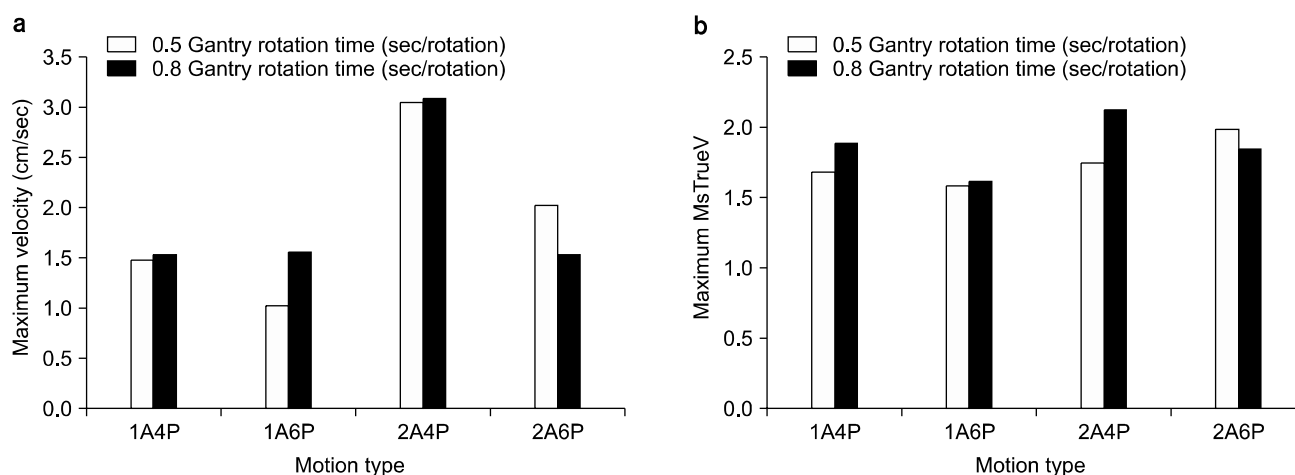 a
0.5 Gantry rotation time (sec/rotation)
0.8 Gantry rotation time (sec/rotation)
Maximum velocity (cm/sec)
3.5
3.0
2.5
2.0
1.5
1.0
0.5
0.0
1A4P 1A6P 2A4P 2A6P
Motion type
b
0.5 Gantry rotation time (sec/rotation)
0.8 Gantry rotation time (sec/rotation)
Maximum MsTrueV
2.5
2.0
1.5
1.0
0.5
0.0
1A4P 1A6P 2A4P 2A6P
Motion type